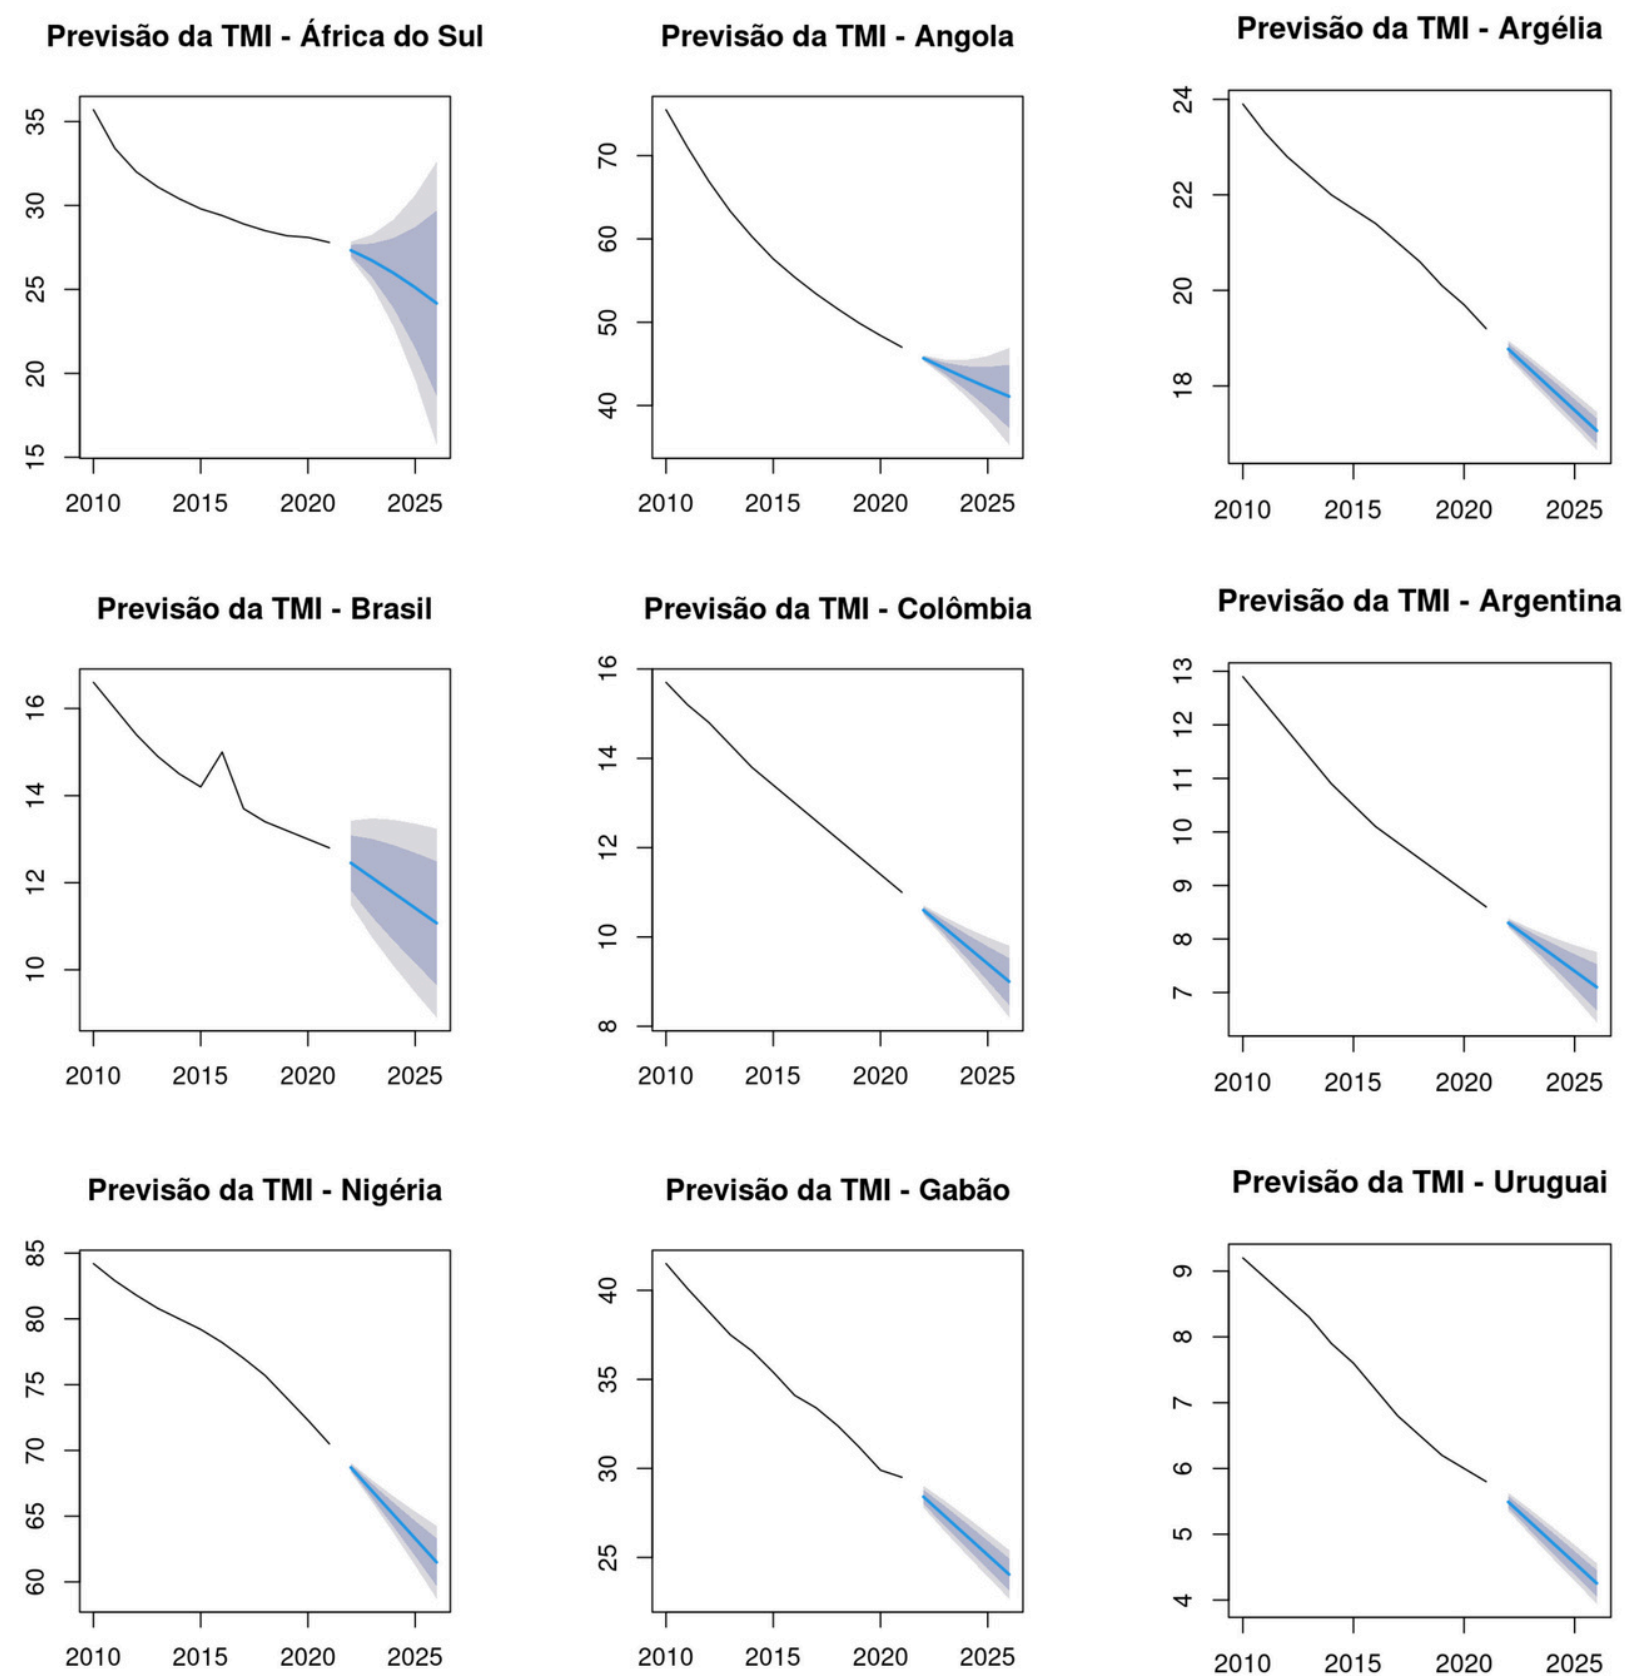 Previsão da TMI - África do Sul
35
30
25
20
15
2010 2015 2020 2025
Previsão da TMI - Angola
70
60
50
40
2010 2015 2020 2025
Previsão da TMI - Argélia
24
22
20
18
2010 2015 2020 2025
Previsão da TMI - Brasil
16
14
12
10
2010 2015 2020 2025
Previsão da TMI - Colômbia
16
14
12
10
8
2010 2015 2020 2025
Previsão da TMI - Argentina
13
12
11
10
9
8
7
2010 2015 2020 2025
Previsão da TMI - Nigéria
85
80
75
70
65
60
2010 2015 2020 2025
Previsão da TMI - Gabão
40
35
30
25
2010 2015 2020 2025
Previsão da TMI - Uruguai
9
8
7
6
5
4
2010 2015 2020 2025